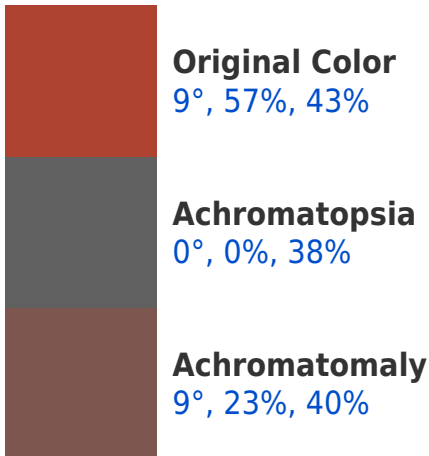 Original Color
9°, 57%, 43%
Achromatopsia
0°, 0%, 38%
Achromatomaly
9°, 23%, 40%